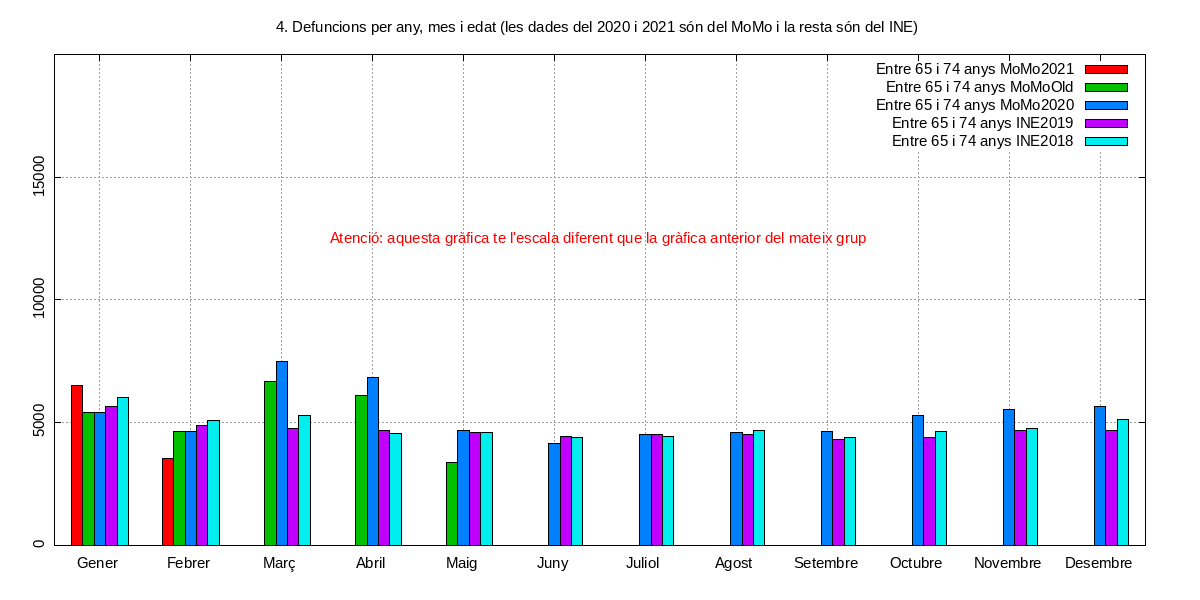 4. Defuncions per any, mes i edat (les dades del 2020 i 2021 són del MoMo i la resta són del INE)
Entre 65 i 74 anys MoMo2021
Entre 65 i 74 anys MoMoOld
Entre 65 i 74 anys MoMo2020
Entre 65 i 74 anys INE2019
Entre 65 i 74 anys INE2018
15000
Atenció: aquesta gràfica te l'escala diferent que la gràfica anterior del mateix grup
10000
5000
0
Gener Febrer Març Abril Maig Juny Juliol Agost Setembre Octubre Novembre Desembre